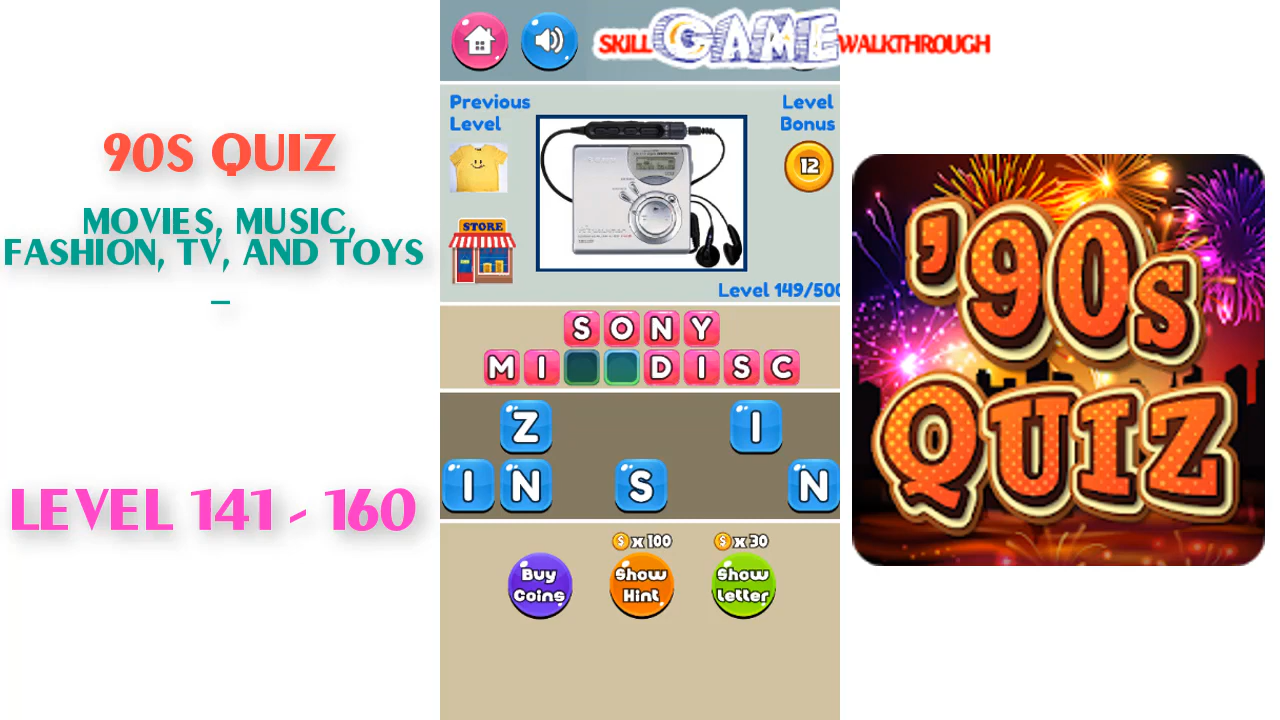 90S QUIZ
MOVIES, MUSIC,
FASHION, TV, AND TOYS
–
LEVEL 141 - 160
SKILL GAME WALKTHROUGH
Previous
Level
STORE
Level
Bonus
12
Level 149/500
SONY
MI DISC
Z I
I N S N
$ x 100
$ x 30
Buy
Coins
Show
Hint
Show
Letter
'90s
QUIZ